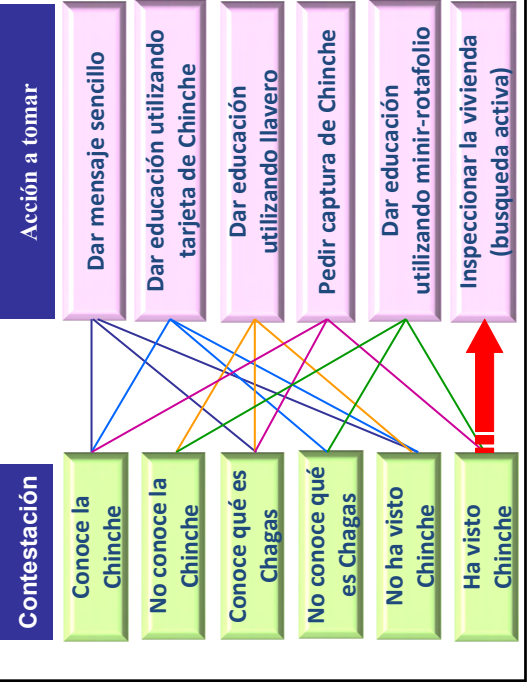 Contestación
Acción a tomar
Conoce la
Chinche
No conoce la
Chinche
Conoce qué es
Chagas
No conoce qué
es Chagas
No ha visto
Chinche
Ha visto
Chinche
Dar mensaje sencillo
Dar educación utilizando
tarjeta de Chinche
Dar educación
utilizando llavero
Pedir captura de Chinche
Dar educación
utilizando minir-rotafolio
Inspeccionar la vivienda
(busqueda activa)